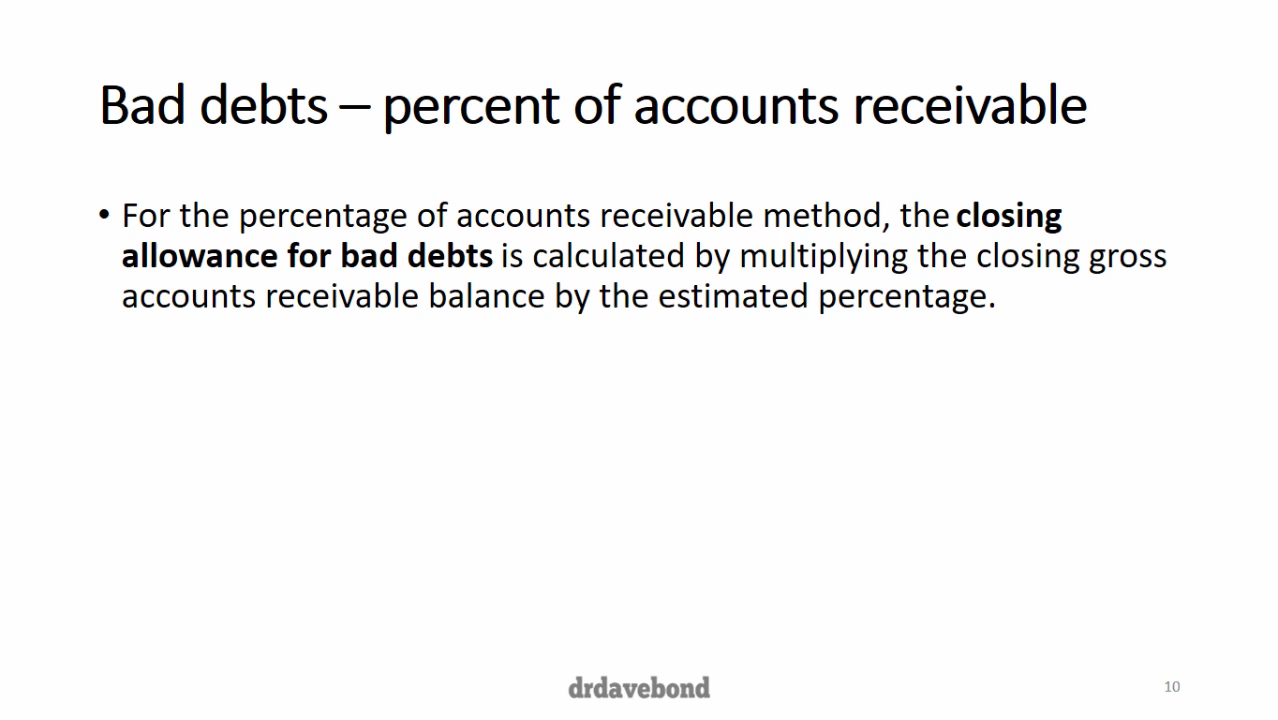 Bad debts – percent of accounts receivable
• For the percentage of accounts receivable method, the closing
allowance for bad debts is calculated by multiplying the closing gross
accounts receivable balance by the estimated percentage.
drdavebond
10